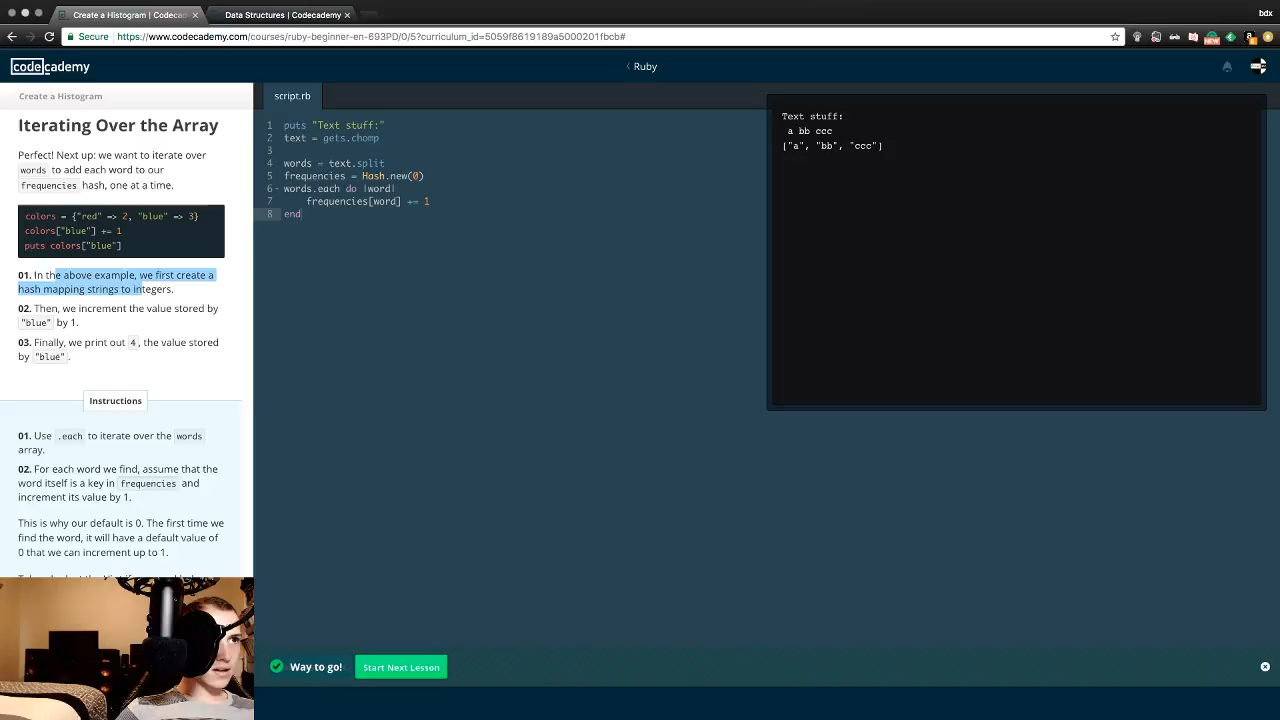 Create a Histogram | Codecad
Data Structures | Codecademy
bdx
Secure
https://www.codecademy.com/courses/ruby-beginner-en-693PD/0/5?curriculum_id=5059f8619189a5000201fbcb#
codecademy
Ruby
Create a Histogram
Iterating Over the Array
Perfect! Next up: we want to iterate over
words to add each word to our
frequencies hash, one at a time.
colors = {"red" => 2, "blue" => 3}
colors["blue"] += 1
puts colors["blue"]
01. In the above example, we first create a
hash mapping strings to integers.
02. Then, we increment the value stored by
"blue" by 1.
03. Finally, we print out 4, the value stored
by "blue".
Instructions
01. Use .each to iterate over the words
array.
02. For each word we find, assume that the
word itself is a key in frequencies and
increment its value by 1.
This is why our default is 0. The first time we
find the word, it will have a default value of
0 that we can increment up to 1.
script.rb
1 puts "Text stuff:"
2 text = gets.chomp
3
4 words = text.split
5 frequencies = Hash.new(0)
6 words.each do |word|
7 frequencies[word] += 1
8 end
Text stuff:
a bb ccc
["a", "bb", "ccc"]
Way to go!
Start Next Lesson